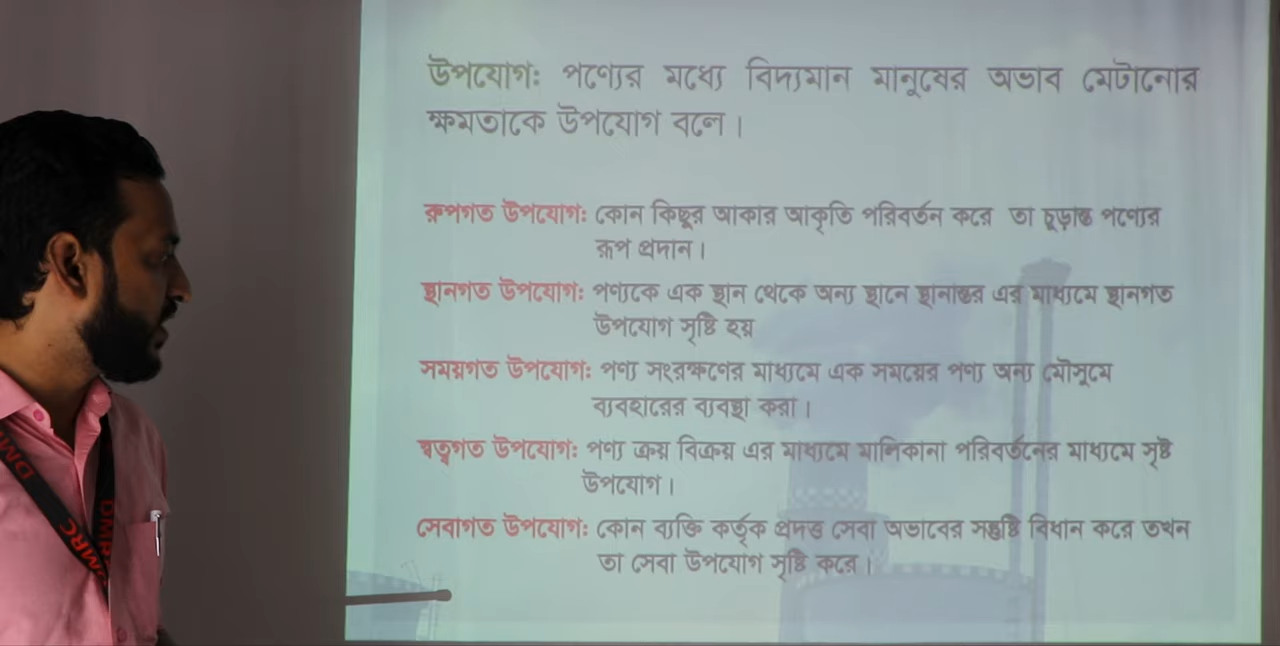 উপযোগ: পণ্যের মধ্যে বিদ্যমান মানুষের অভাব মেটানোর
ক্ষমতাকে উপযোগ বলে।
রুপগত উপযোগ: কোন কিছুর আকার আকৃতি পরিবর্তন করে তা চুড়ান্ত পণ্যের
রূপ প্রদান।
স্থানগত উপযোগ: পণ্যকে এক স্থান থেকে অন্য স্থানে স্থানান্তর এর মাধ্যমে স্থানগত
উপযোগ সৃষ্টি হয়
সময়গত উপযোগ: পণ্য সংরক্ষণের মাধ্যমে এক সময়ের পণ্য অন্য মৌসুমে
ব্যবহারের ব্যবস্থা করা।
স্বত্বগত উপযোগ: পণ্য ক্রয় বিক্রয় এর মাধ্যমে মালিকানা পরিবর্তনের মাধ্যমে সৃষ্ট
উপযোগ।
সেবাগত উপযোগ: কোন ব্যক্তি কর্তৃক প্রদত্ত সেবা অভাবের সন্তুষ্টি বিধান করে তখন
তা সেবা উপযোগ সৃষ্টি করে।
DMRC